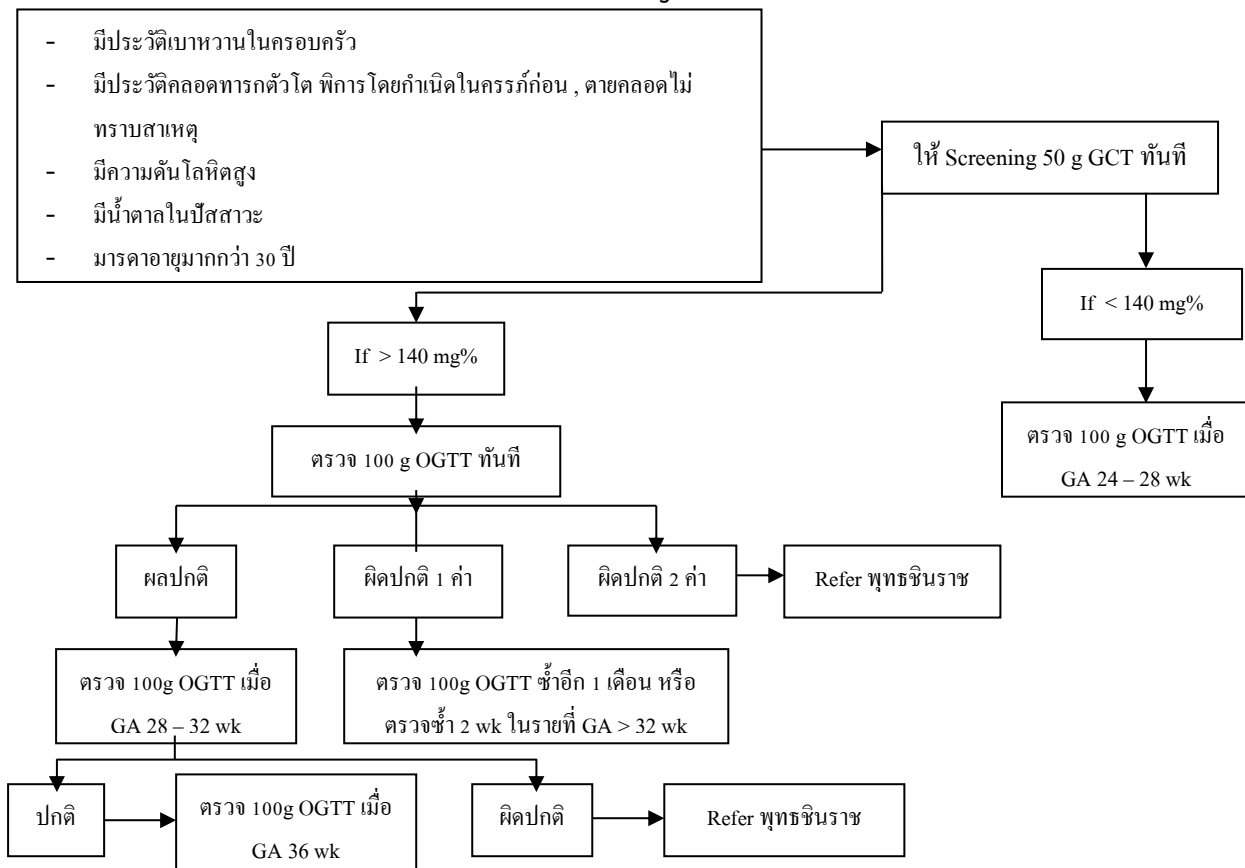 - มีประวัติเบาหวานในครอบครัว
- มีประวัติคลอดทารกตัวโต พิการโดยกำเนิดในครรภ์ก่อน , ตายคลอดไม่
ทราบสาเหตุ
- มีความดันโลหิตสูง
- มีน้ำตาลในปัสสาวะ
- มารดาอายุมากกว่า 30 ปี
ให้ Screening 50 g GCT ทันที
If < 140 mg%
If > 140 mg%
ตรวจ 100 g OGTT เมื่อ
GA 24 – 28 wk
ตรวจ 100 g OGTT ทันที
ผลปกติ
ผิดปกติ 1 ค่า
ผิดปกติ 2 ค่า
Refer พุทธชินราช
ตรวจ 100g OGTT เมื่อ
GA 28 – 32 wk
ตรวจ 100g OGTT ซ้ำอีก 1 เดือน หรือ
ตรวจซ้ำ 2 wk ในรายที่ GA > 32 wk
ปกติ
ตรวจ 100g OGTT เมื่อ
GA 36 wk
ผิดปกติ
Refer พุทธชินราช